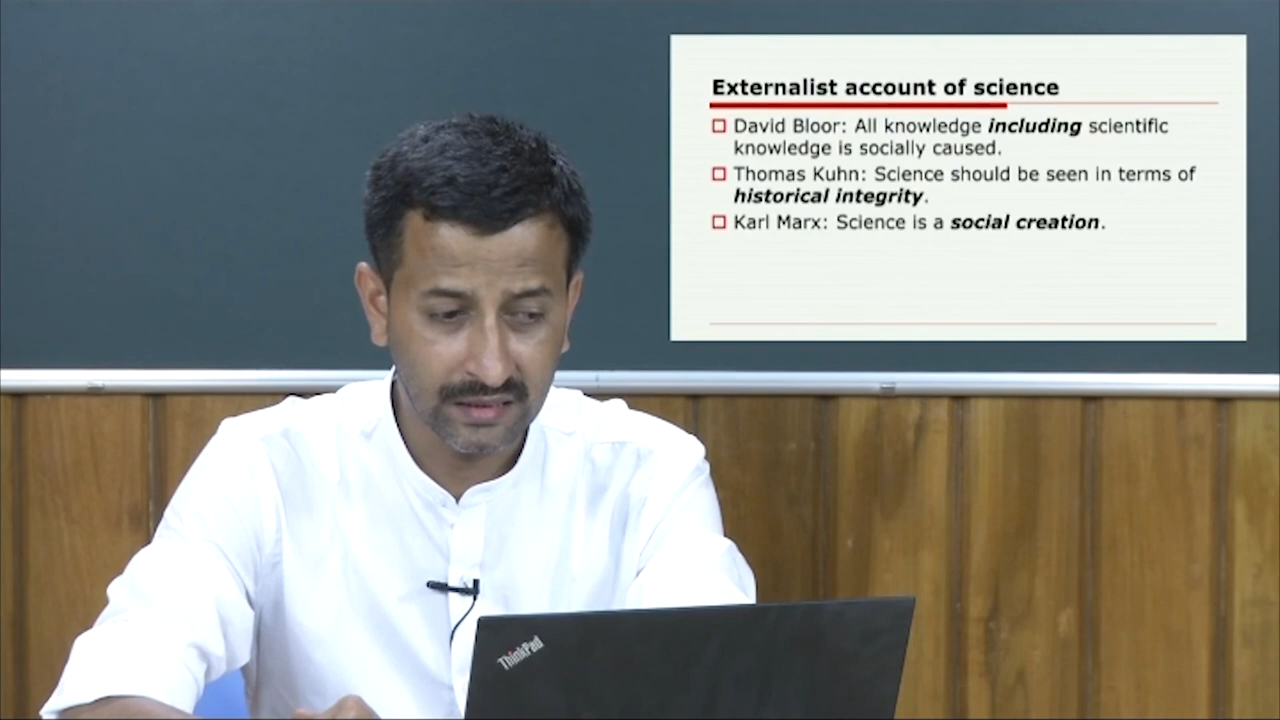 Externalist account of science
David Bloor: All knowledge including scientific
knowledge is socially caused.
Thomas Kuhn: Science should be seen in terms of
historical integrity.
Karl Marx: Science is a social creation.
ThinkPad